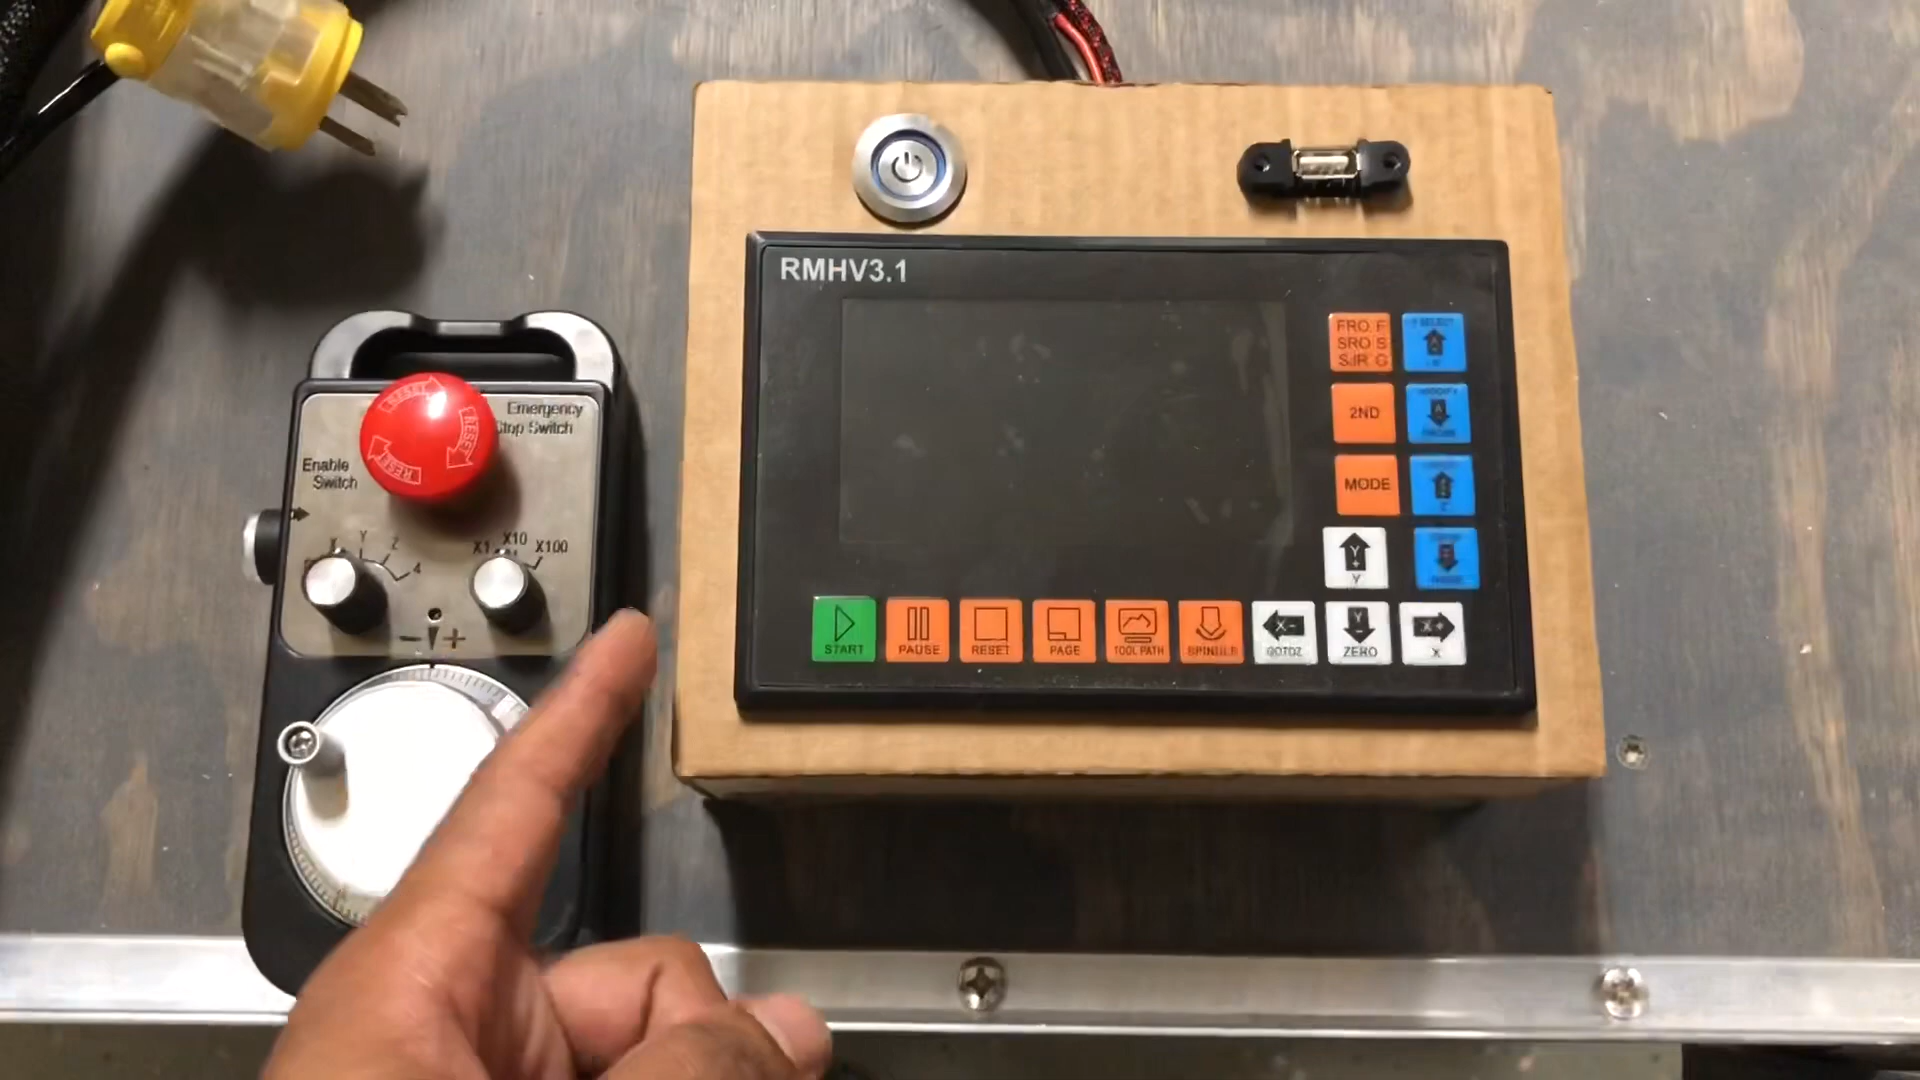 RMHV3.1
FRO F
SRO S
SJR G
2ND
MODE
Y+
Y
START
PAUSE
RESET
PAGE
TOOL PATH
SPINDLE
X-
GOTOZ
Y-
ZERO
X+
X
RESET
RESET
RESET
Emergency
Stop Switch
Enable
Switch
X
Y
Z
4
X1
X10
X100
- +